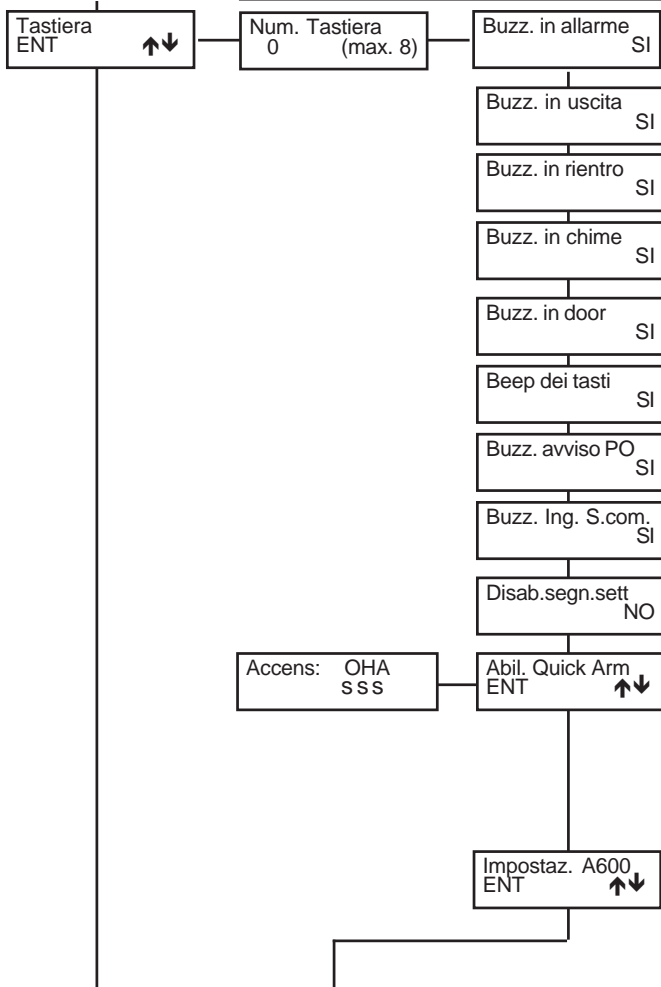 Tastiera
ENT ↑↓
Num. Tastiera
0 (max. 8)
Buzz. in allarme
SI
Buzz. in uscita
SI
Buzz. in rientro
SI
Buzz. in chime
SI
Buzz. in door
SI
Beep dei tasti
SI
Buzz. avviso PO
SI
Buzz. Ing. S.com.
SI
Disab.segn.sett
NO
Accens: OHA
s s s
Abil. Quick Arm
ENT ↑↓
Impostaz. A600
ENT ↑↓